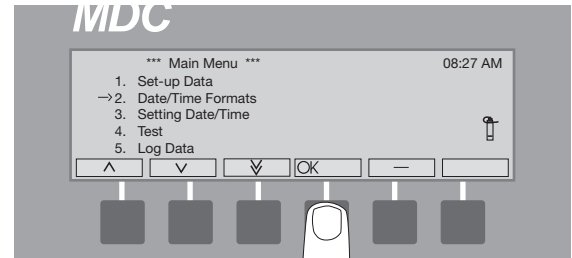 MDC
*** Main Menu *** 08:27 AM
1. Set-up Data
→2. Date/Time Formats
3. Setting Date/Time
4. Test
5. Log Data
OK